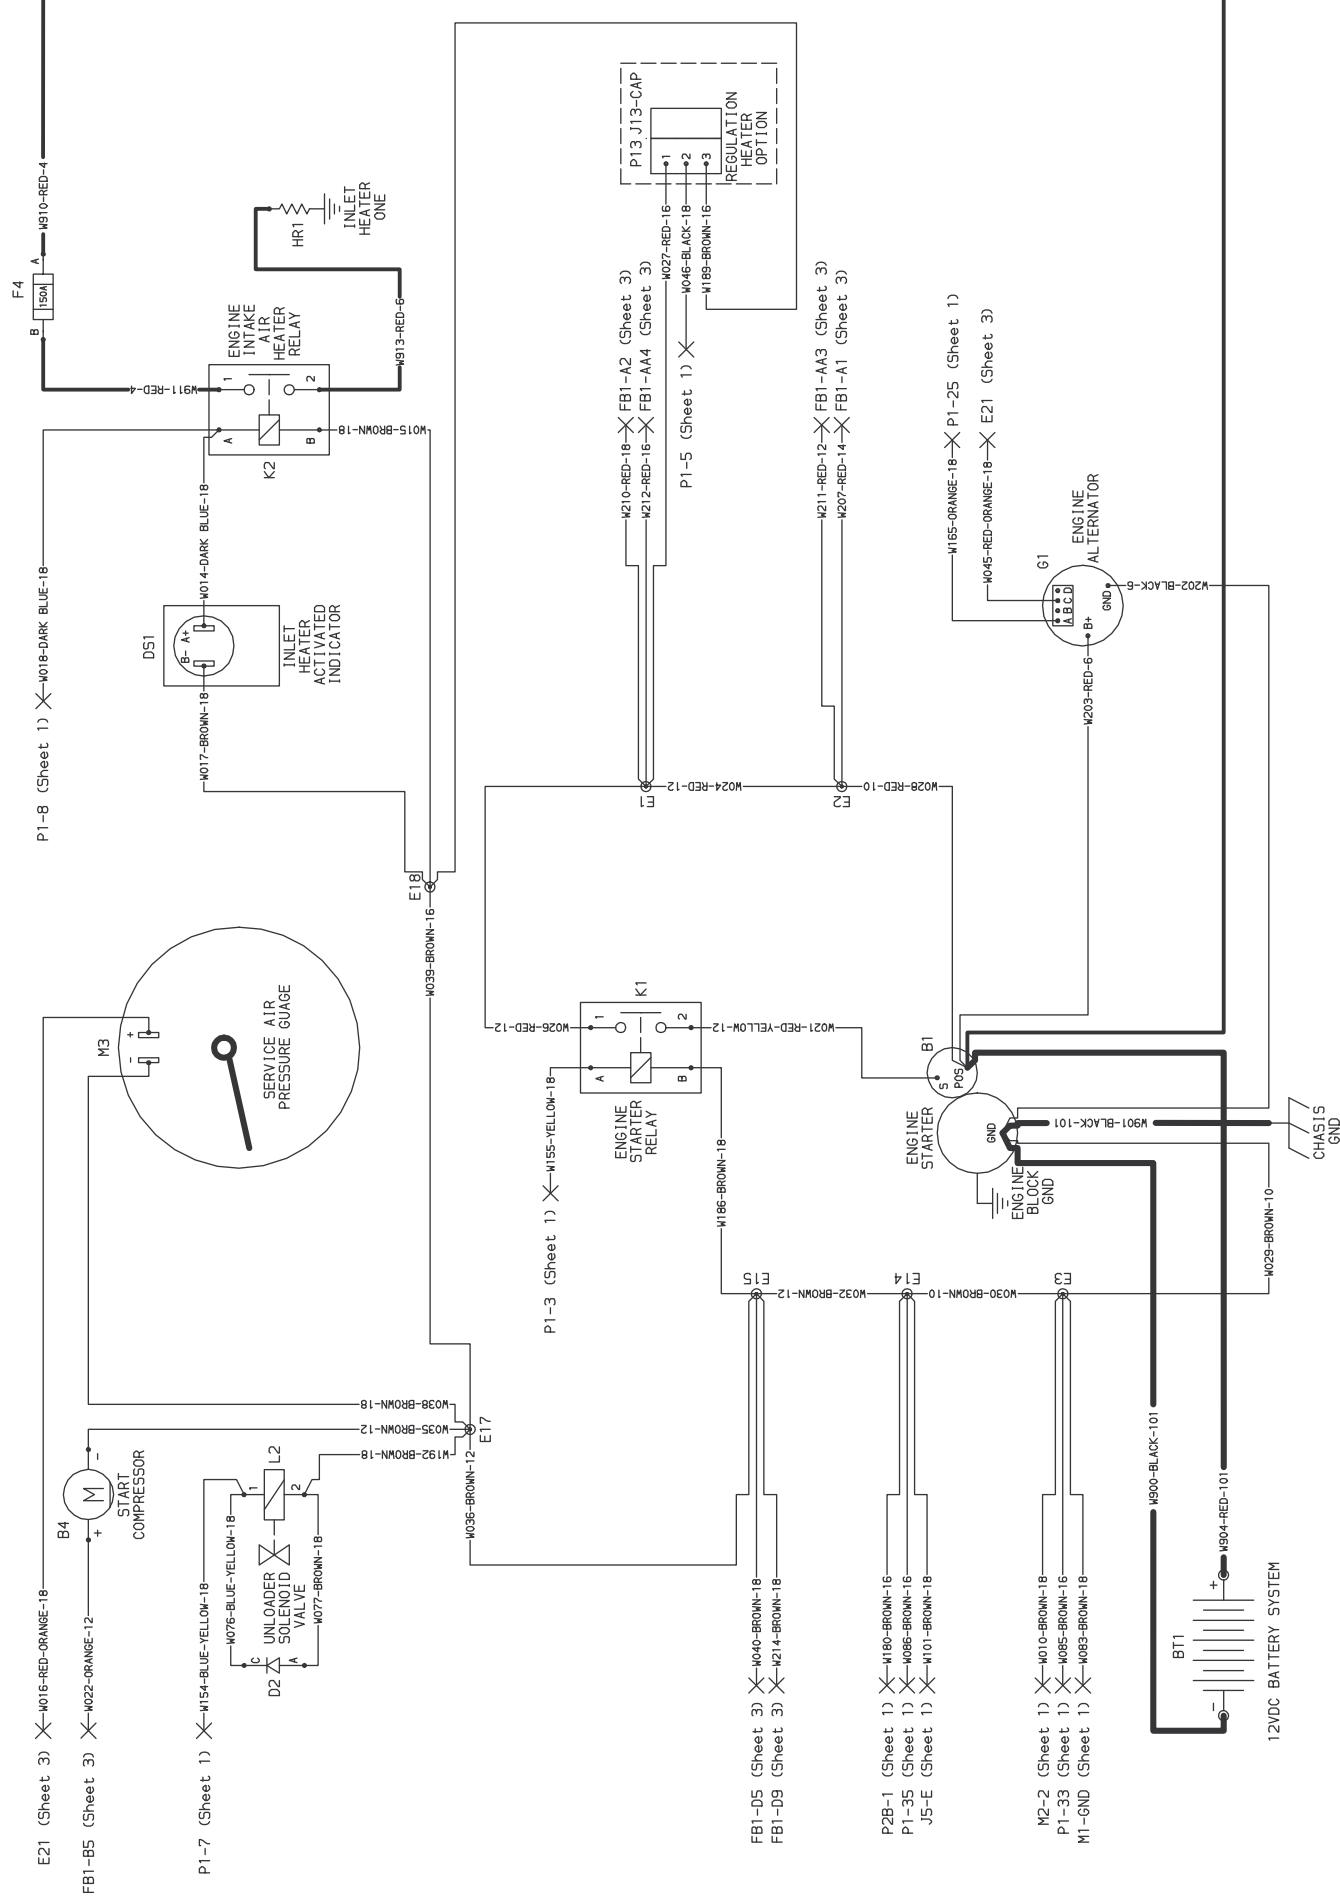 E21 (Sheet 3)
W016-RED-ORANGE-18
FB1-B5 (Sheet 3)
W022-ORANGE-12
B4
+
-
M
START
COMPRESSOR
P1-7 (Sheet 1)
W154-BLUE-YELLOW-18
W076-BLUE-YELLOW-18
D2
C
A
UNLOADER
SOLENOID
VALVE
W077-BROWN-18
1
2
L2
W038-BROWN-18
W035-BROWN-12
W192-BROWN-18
E17
W036-BROWN-12
M3
-
+
SERVICE AIR
PRESSURE GUAGE
P1-8 (Sheet 1)
W018-DARK BLUE-18
DS1
B-
A+
INLET
HEATER
ACTIVATED
INDICATOR
W017-BROWN-18
W014-DARK BLUE-18
E18
W039-BROWN-16
F4
150A
B
A
W910-RED-4
W911-RED-4
ENGINE
INTAKE
AIR
HEATER
RELAY
1
2
A
B
K2
W015-BROWN-18
W913-RED-6
HR1
INLET
HEATER
ONE
P13
J13-CAP
1
2
3
REGULATION
HEATER
OPTION
W027-RED-16
W046-BLACK-18
W189-BROWN-16
P1-5 (Sheet 1)
W210-RED-18
FB1-A2 (Sheet 3)
W212-RED-16
FB1-AA4 (Sheet 3)
W211-RED-12
FB1-AA3 (Sheet 3)
W207-RED-14
FB1-A1 (Sheet 3)
E1
W024-RED-12
E2
W028-RED-10
P1-25 (Sheet 1)
W165-ORANGE-18
E21 (Sheet 3)
W045-RED-ORANGE-18
G1
ENGINE
ALTERNATOR
A B C D
B+
GND
W202-BLACK-6
W203-RED-6
P1-3 (Sheet 1)
W155-YELLOW-18
ENGINE
STARTER
RELAY
K1
1
2
A
B
W026-RED-12
W021-RED-YELLOW-12
W186-BROWN-18
B1
S
POS
ENGINE
STARTER
GND
ENGINE
BLOCK
GND
W901-BLACK-101
CHASIS
GND
W029-BROWN-10
E15
W032-BROWN-12
E14
W030-BROWN-10
E3
FB1-D5 (Sheet 3)
W040-BROWN-18
FB1-D9 (Sheet 3)
W214-BROWN-18
P2B-1 (Sheet 1)
W180-BROWN-16
P1-35 (Sheet 1)
W086-BROWN-16
J5-E (Sheet 1)
W101-BROWN-18
M2-2 (Sheet 1)
W010-BROWN-18
P1-33 (Sheet 1)
W085-BROWN-16
M1-GND (Sheet 1)
W083-BROWN-18
W900-BLACK-101
W904-RED-101
BT1
-
+
12VDC BATTERY SYSTEM